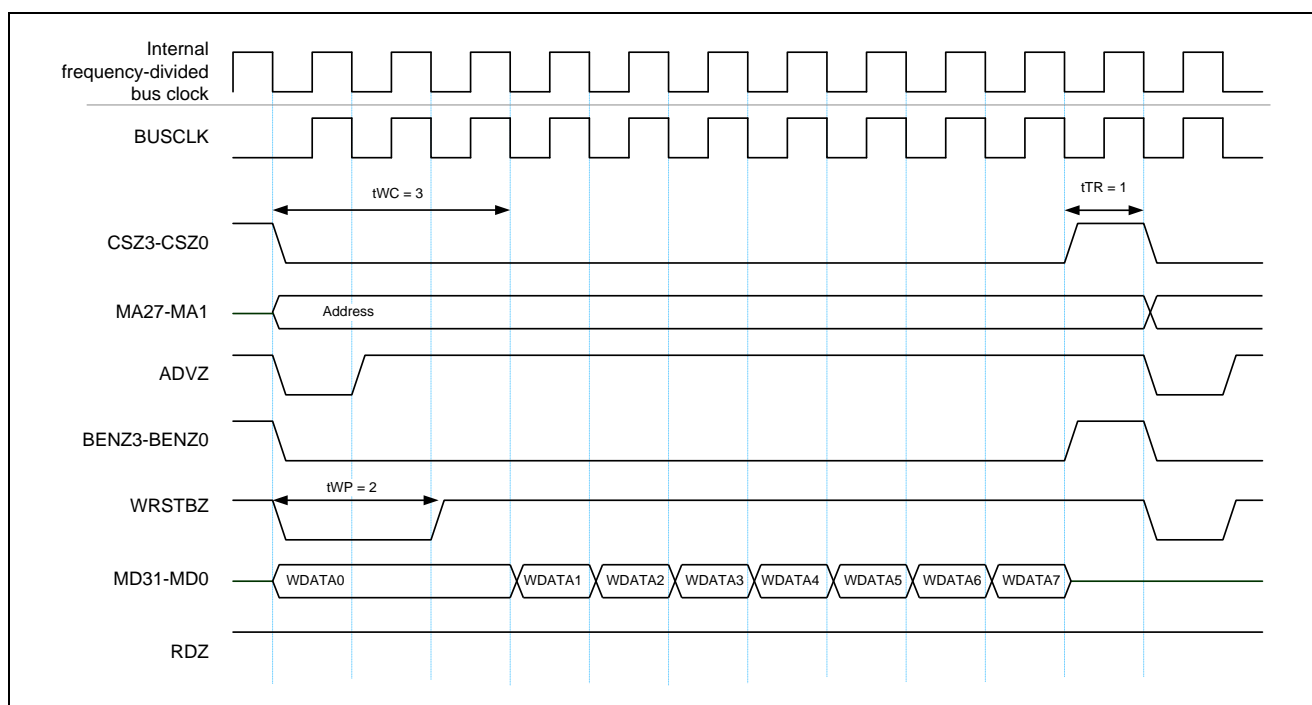 Internal
frequency-divided
bus clock
BUSCLK
tWC = 3
tTR = 1
CSZ3-CSZ0
MA27-MA1
Address
ADVZ
BENZ3-BENZ0
tWP = 2
WRSTBZ
MD31-MD0
WDATA0 WDATA1 WDATA2 WDATA3 WDATA4 WDATA5 WDATA6 WDATA7
RDZ